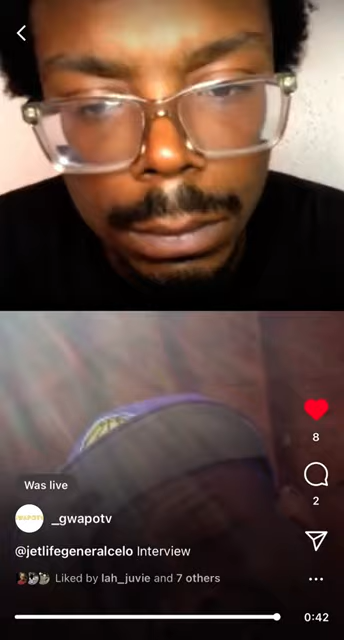 8
Was live
2
_gwapotv
@jetlifegeneralcelo Interview
Liked by lah_juvie and 7 others
0:42